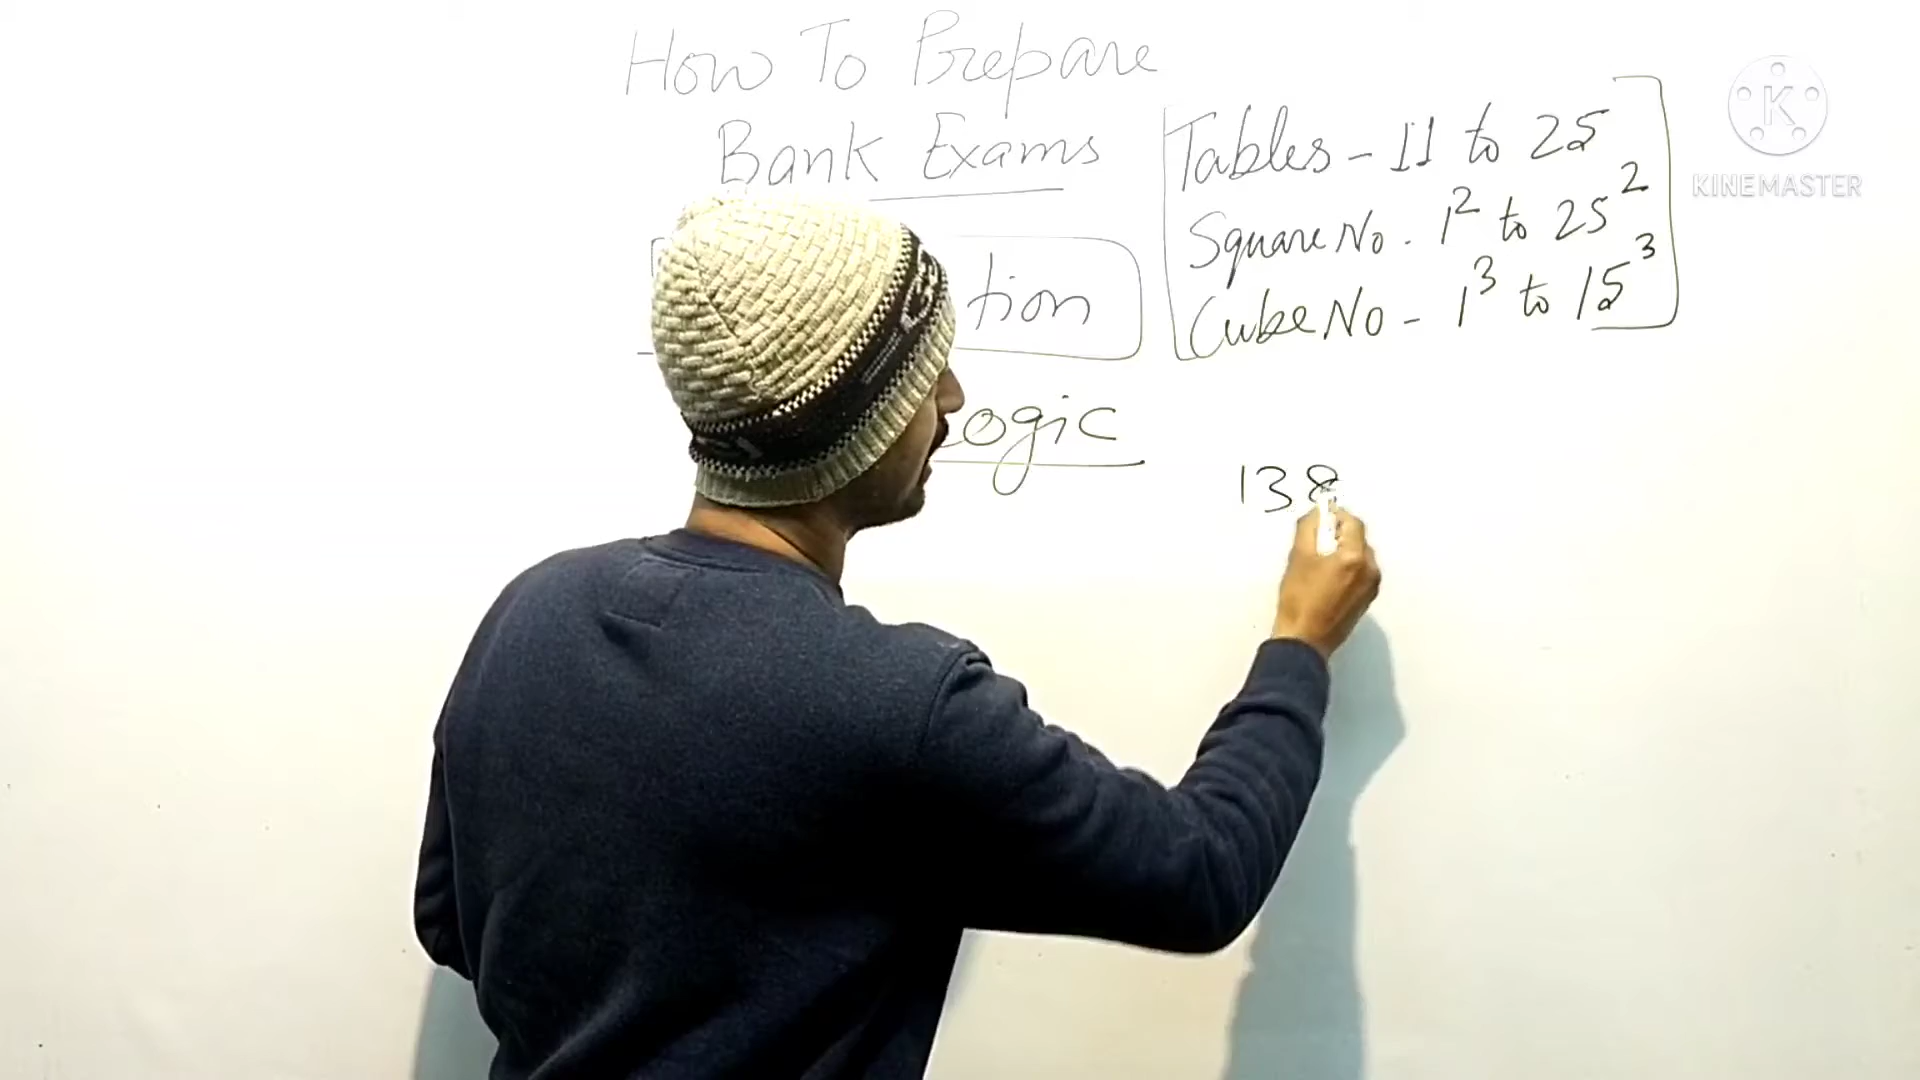 How To Prepare
Bank Exams
tion
ogic
Tables - 11 to 25
Square No. 1² to 25²
Cube No - 1³ to 15³
138
K
KINEMASTER